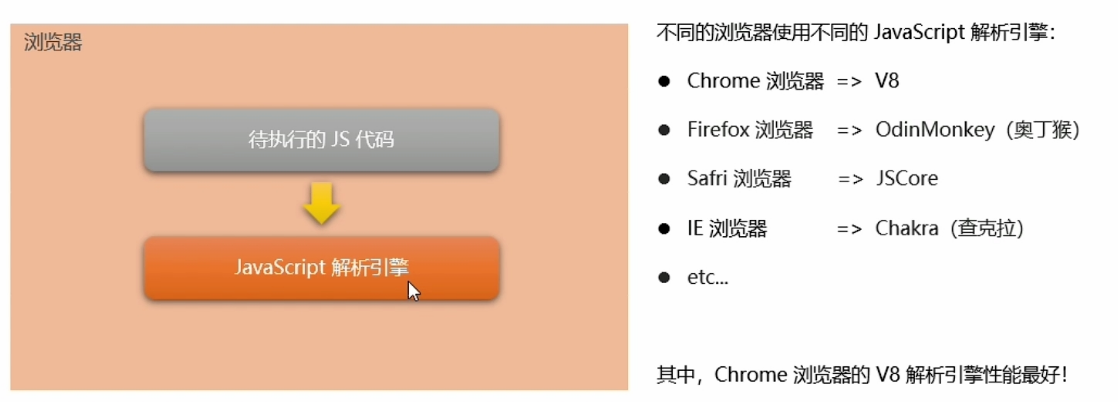 浏览器
待执行的 JS 代码
JavaScript 解析引擎
不同的浏览器使用不同的 JavaScript 解析引擎：
● Chrome 浏览器 => V8
● Firefox 浏览器 => OdinMonkey（奥丁猴）
● Safri 浏览器 => JSCore
● IE 浏览器 => Chakra（查克拉）
● etc...
其中，Chrome 浏览器的 V8 解析引擎性能最好！